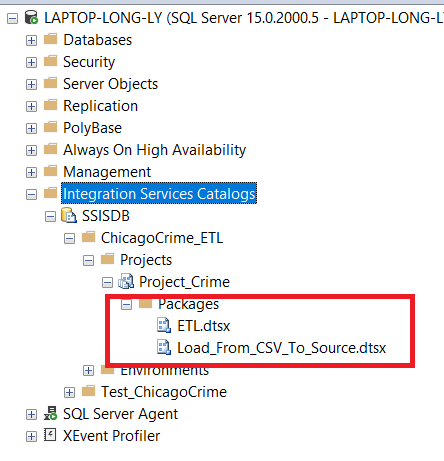 LAPTOP-LONG-LY (SQL Server 15.0.2000.5 - LAPTOP-LONG-LY
Databases
Security
Server Objects
Replication
PolyBase
Always On High Availability
Management
Integration Services Catalogs
SSISDB
ChicagoCrime_ETL
Projects
Project_Crime
Packages
ETL.dtsx
Load_From_CSV_To_Source.dtsx
Environments
Test_ChicagoCrime
SQL Server Agent
XEvent Profiler